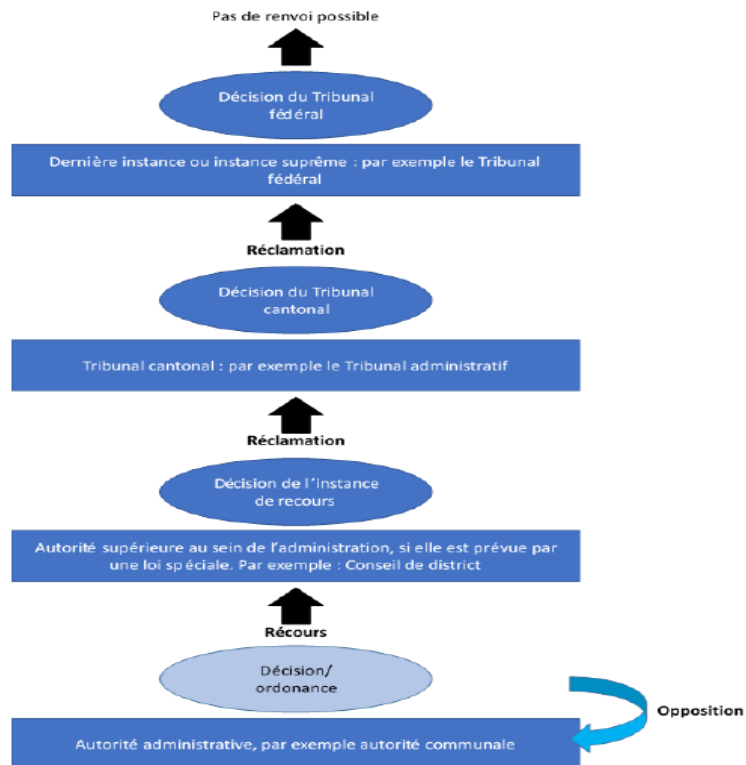 Pas de renvoi possible
Décision du Tribunal
fédéral
Dernière instance ou instance suprême : par exemple le Tribunal
fédéral
Réclamation
Décision du Tribunal
cantonal
Tribunal cantonal : par exemple le Tribunal administratif
Réclamation
Décision de l'instance
de recours
Autorité supérieure au sein de l'administration, si elle est prévue par
une loi spéciale. Par exemple : Conseil de district
Récours
Décision/
ordonance
Opposition
Autorité administrative, par exemple autorité communale